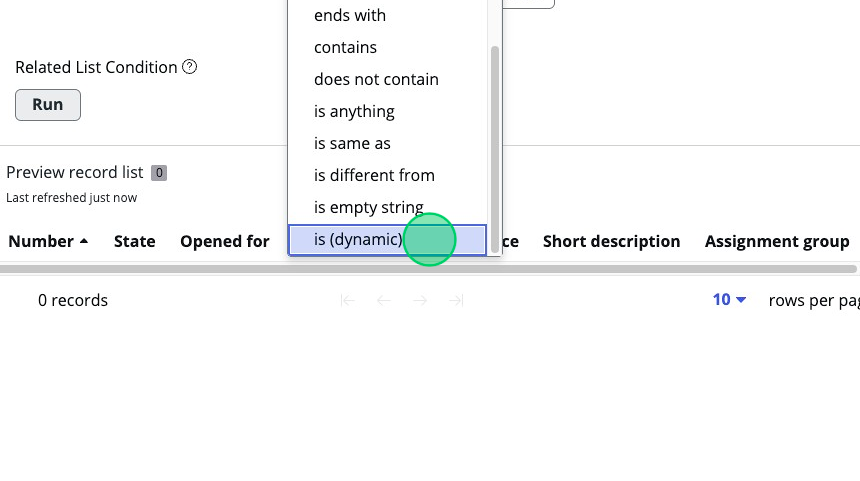 ends with
contains
does not contain
is anything
is same as
is different from
is empty string
is (dynamic)
Related List Condition ?
Run
Preview record list 0
Last refreshed just now
Number State Opened for ce Short description Assignment group
0 records 10 rows per pag